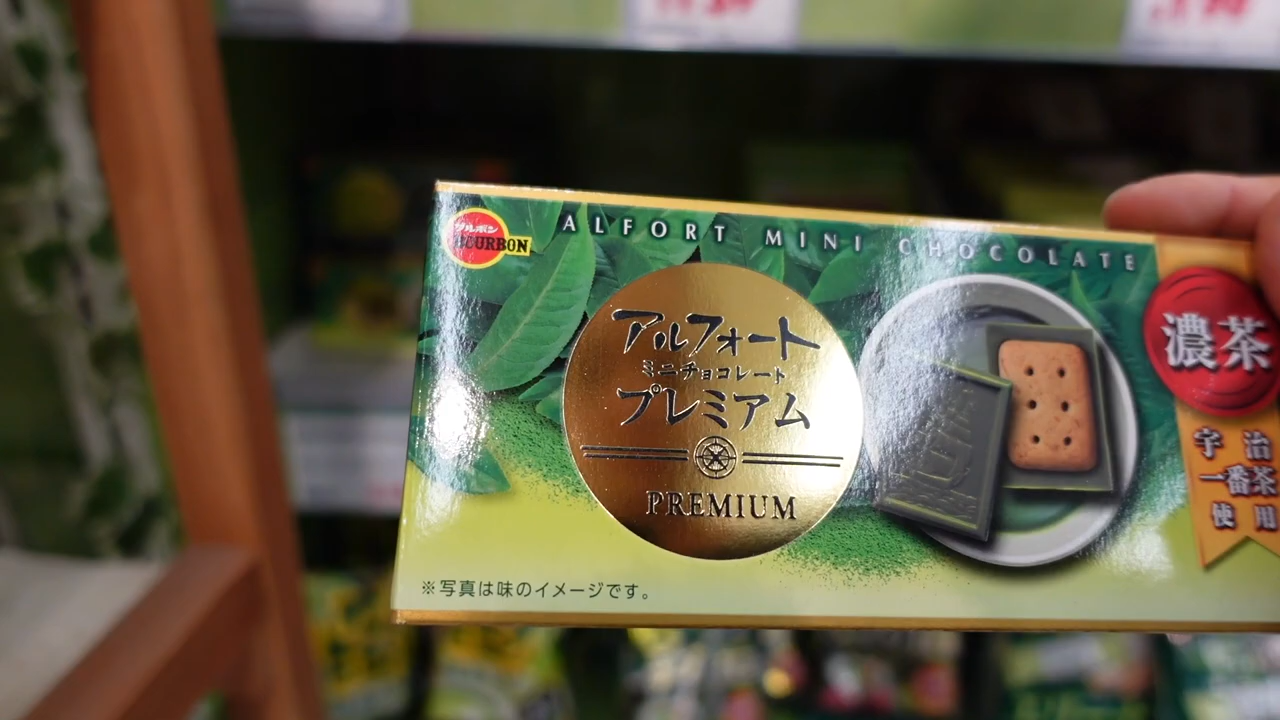 ブルボン
BOURBON
ALFORT MINI CHOCOLATE
アルフォート
ミニチョコレート
プレミアム
PREMIUM
濃茶
宇治
一番茶
使用
※写真は味のイメージです。